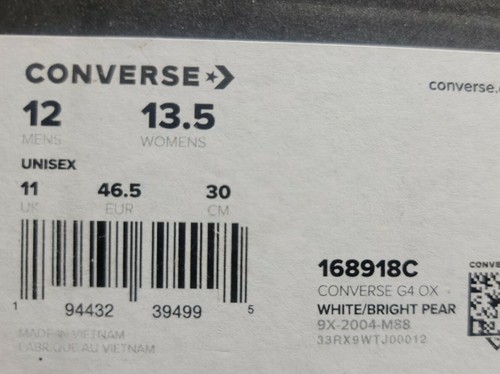 CONVERSE
converse.
12 13.5
MENS WOMENS
UNISEX
11 46.5 30
UK EUR CM
1 94432 39499 5
MADE IN VIETNAM
FABRIQUE AU VIETNAM
168918C
CONVERSE G4 OX
WHITE/BRIGHT PEAR
9X-2004-M88
33RX9WTJ00012
CONVE